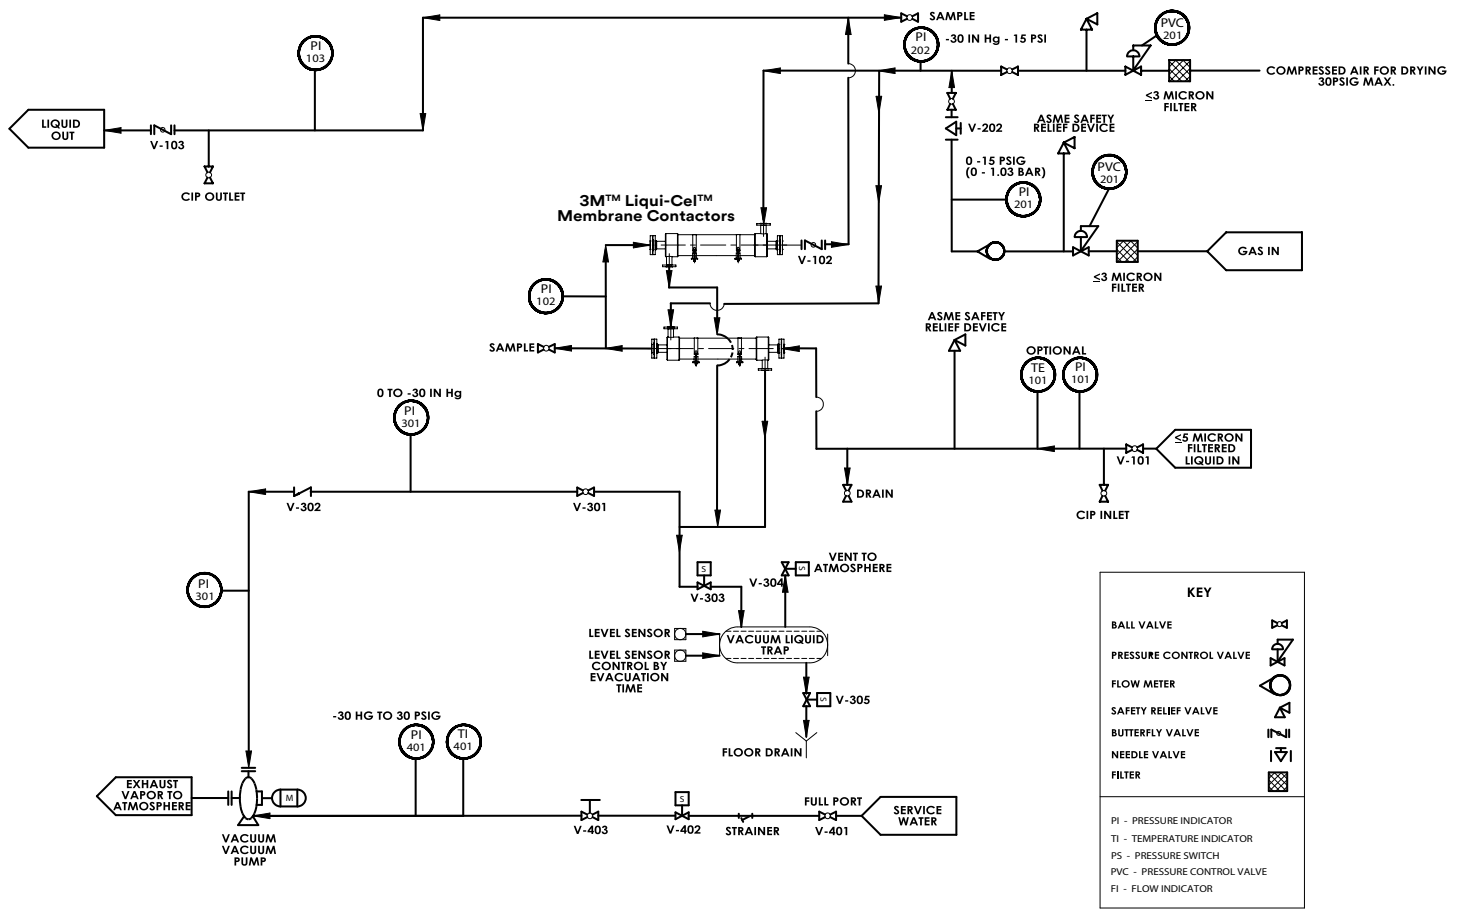 SAMPLE
PI
103
PI
202
-30 IN Hg - 15 PSI
PVC
201
COMPRESSED AIR FOR DRYING
30PSIG MAX.
≤3 MICRON
FILTER
LIQUID
OUT
V-103
CIP OUTLET
V-202
ASME SAFETY
RELIEF DEVICE
0 -15 PSIG
(0 - 1.03 BAR)
PI
201
PVC
201
3M™ Liqui-Cel™
Membrane Contactors
V-102
GAS IN
≤3 MICRON
FILTER
PI
102
SAMPLE
ASME SAFETY
RELIEF DEVICE
OPTIONAL
TE
101
PI
101
0 TO -30 IN Hg
PI
301
≤5 MICRON
FILTERED
LIQUID IN
V-101
DRAIN
CIP INLET
V-302
V-301
PI
301
S
V-303
V-304
S
VENT TO
ATMOSPHERE
LEVEL SENSOR
LEVEL SENSOR
CONTROL BY
EVACUATION
TIME
VACUUM LIQUID
TRAP
S
V-305
FLOOR DRAIN
-30 HG TO 30 PSIG
PI
401
TI
401
EXHAUST
VAPOR TO
ATMOSPHERE
M
VACUUM
VACUUM
PUMP
V-403
S
V-402
STRAINER
FULL PORT
V-401
SERVICE
WATER
KEY
BALL VALVE
PRESSURE CONTROL VALVE
FLOW METER
SAFETY RELIEF VALVE
BUTTERFLY VALVE
NEEDLE VALVE
FILTER
PI - PRESSURE INDICATOR
TI - TEMPERATURE INDICATOR
PS - PRESSURE SWITCH
PVC - PRESSURE CONTROL VALVE
FI - FLOW INDICATOR